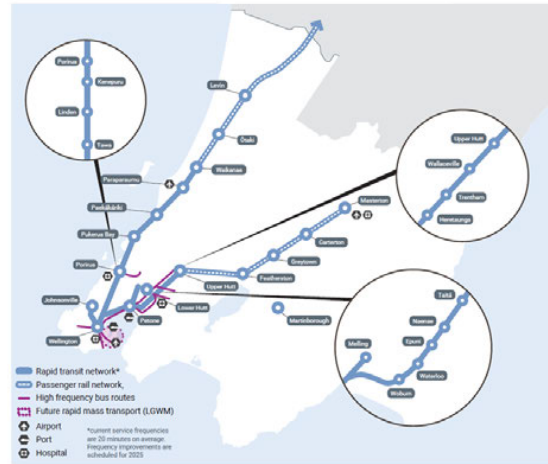 Porirua
Kenepuru
Linden
Tawa
Levin
Ōtaki
Waikanae
Paraparaumu
Paekākāriki
Pukerua Bay
Porirua
Johnsonville
Wellington
Petone
Lower Hutt
Upper Hutt
Featherston
Greytown
Carterton
Masterton
Martinborough
Upper Hutt
Wallaceville
Trentham
Heretaunga
Taitā
Naenae
Epuni
Waterloo
Woburn
Melling
Rapid transit network*
Passenger rail network,
High frequency bus routes
Future rapid mass transport (LGWM)
Airport
Port
Hospital
*current service frequencies
are 20 minutes on average.
Frequency improvements are
scheduled for 2025